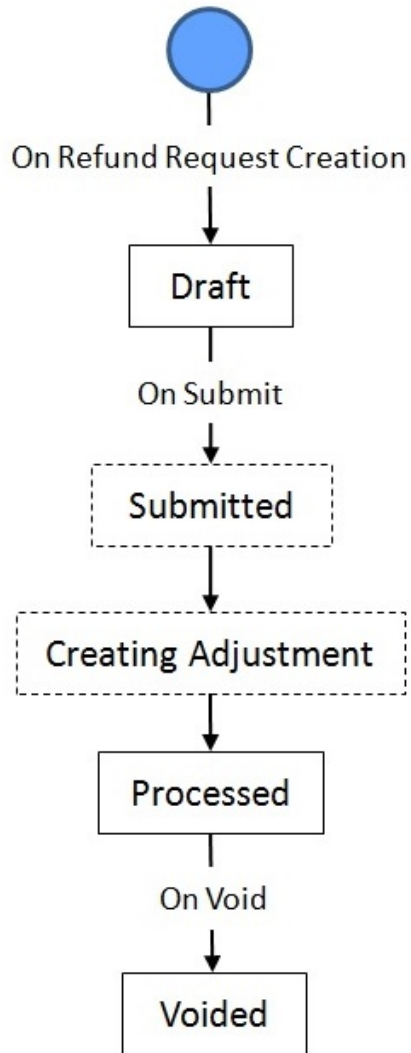 On Refund Request Creation
Draft
On Submit
Submitted
Creating Adjustment
Processed
On Void
Voided